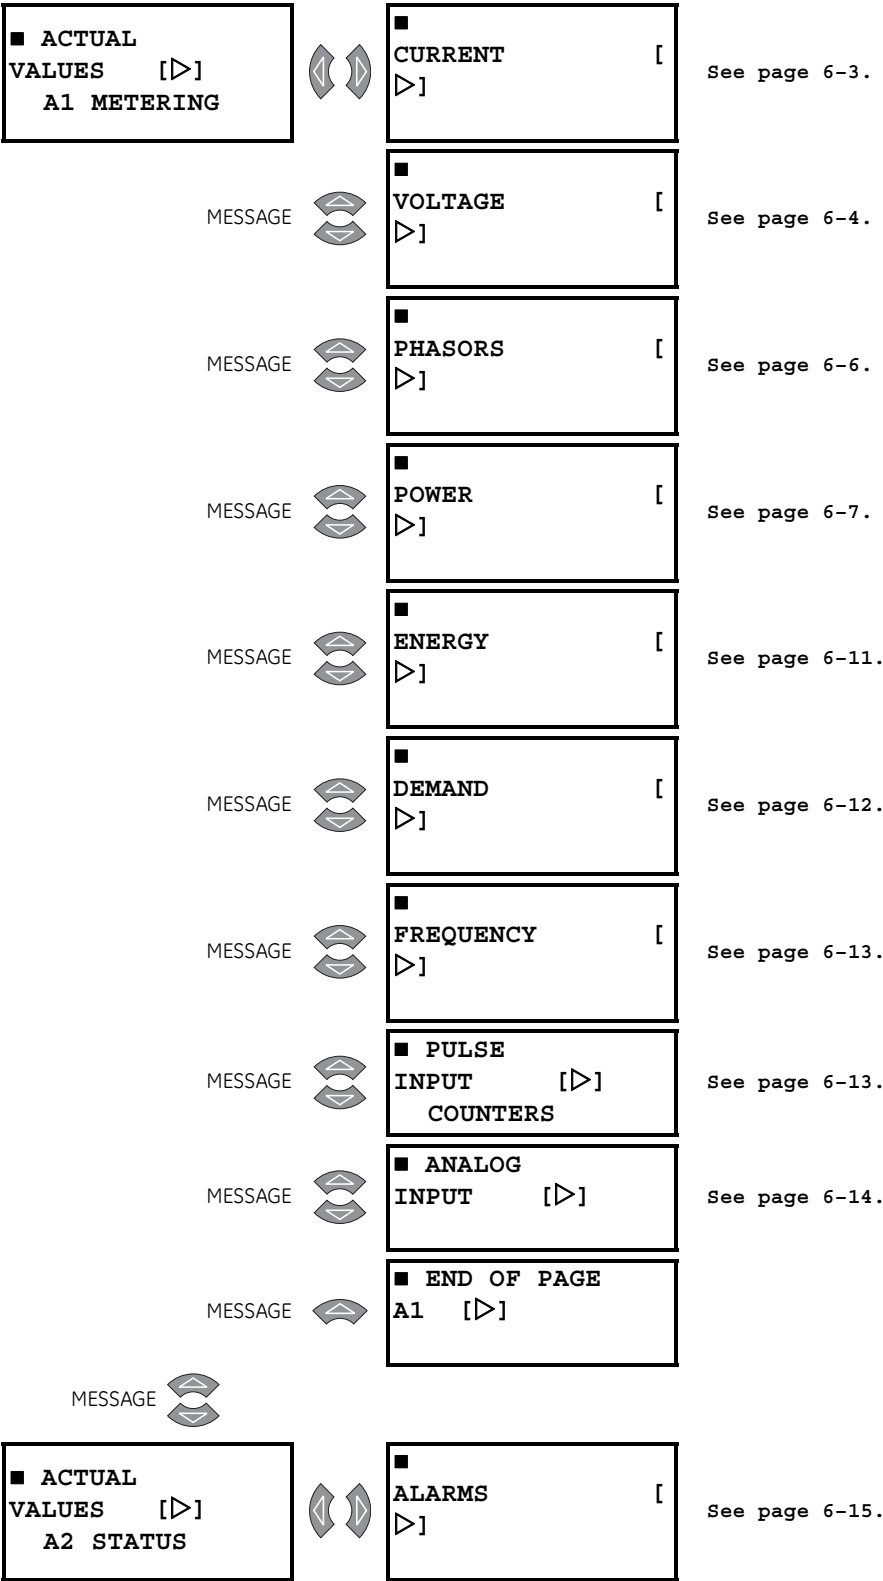 ■ ACTUAL
VALUES [▷]
A1 METERING
■
CURRENT [
▷]
See page 6-3.
MESSAGE
■
VOLTAGE [
▷]
See page 6-4.
MESSAGE
■
PHASORS [
▷]
See page 6-6.
MESSAGE
■
POWER [
▷]
See page 6-7.
MESSAGE
■
ENERGY [
▷]
See page 6-11.
MESSAGE
■
DEMAND [
▷]
See page 6-12.
MESSAGE
■
FREQUENCY [
▷]
See page 6-13.
MESSAGE
■ PULSE
INPUT [▷]
COUNTERS
See page 6-13.
MESSAGE
■ ANALOG
INPUT [▷]
See page 6-14.
MESSAGE
■ END OF PAGE
A1 [▷]
MESSAGE
■ ACTUAL
VALUES [▷]
A2 STATUS
■
ALARMS [
▷]
See page 6-15.